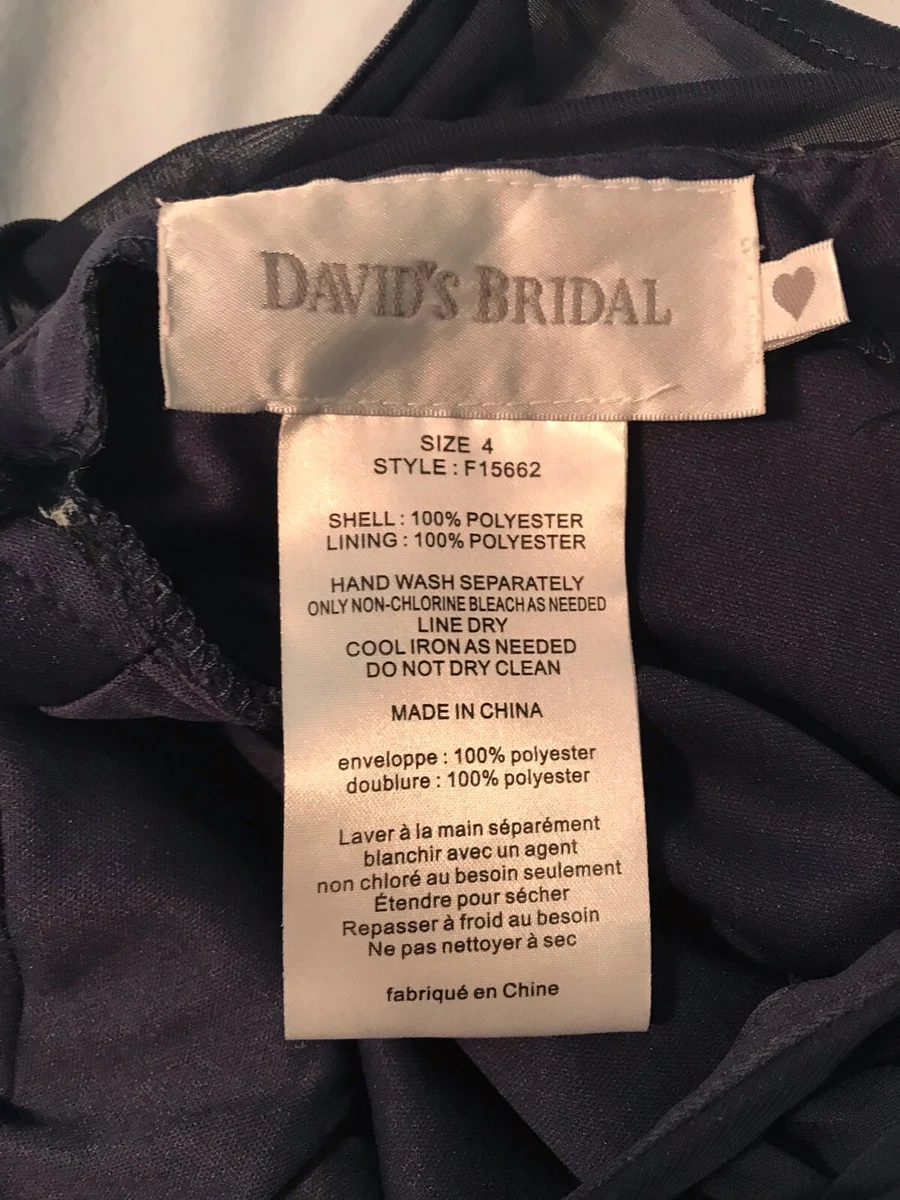 DAVID'S BRIDAL
SIZE 4
STYLE : F15662
SHELL : 100% POLYESTER
LINING : 100% POLYESTER
HAND WASH SEPARATELY
ONLY NON-CHLORINE BLEACH AS NEEDED
LINE DRY
COOL IRON AS NEEDED
DO NOT DRY CLEAN
MADE IN CHINA
enveloppe : 100% polyester
doublure : 100% polyester
Laver à la main séparément
blanchir avec un agent
non chloré au besoin seulement
Étendre pour sécher
Repasser à froid au besoin
Ne pas nettoyer à sec
fabriqué en Chine